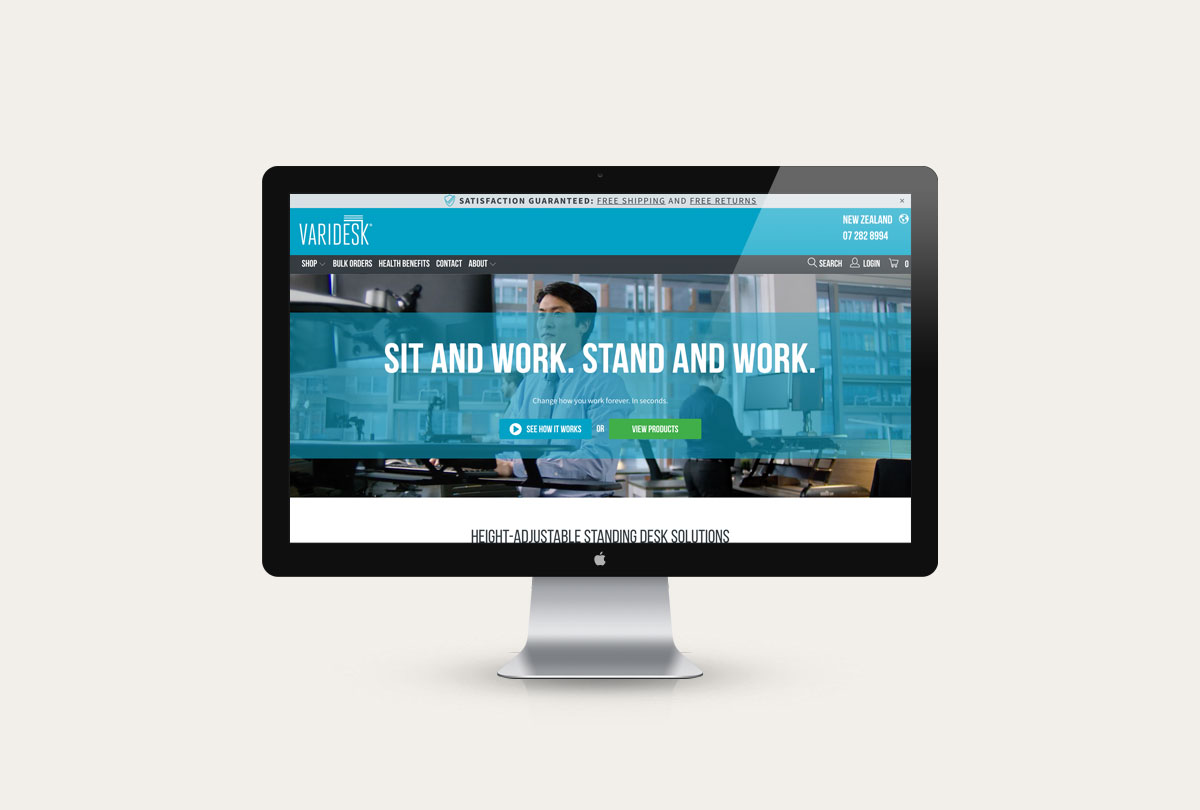 SATISFACTION GUARANTEED: FREE SHIPPING AND FREE RETURNS ×
VARIDESK
NEW ZEALAND
07 282 8994
SHOP BULK ORDERS HEALTH BENEFITS CONTACT ABOUT SEARCH LOGIN 0
SIT AND WORK. STAND AND WORK.
Change how you work forever. In seconds.
SEE HOW IT WORKS OR VIEW PRODUCTS
HEIGHT-ADJUSTABLE STANDING DESK SOLUTIONS